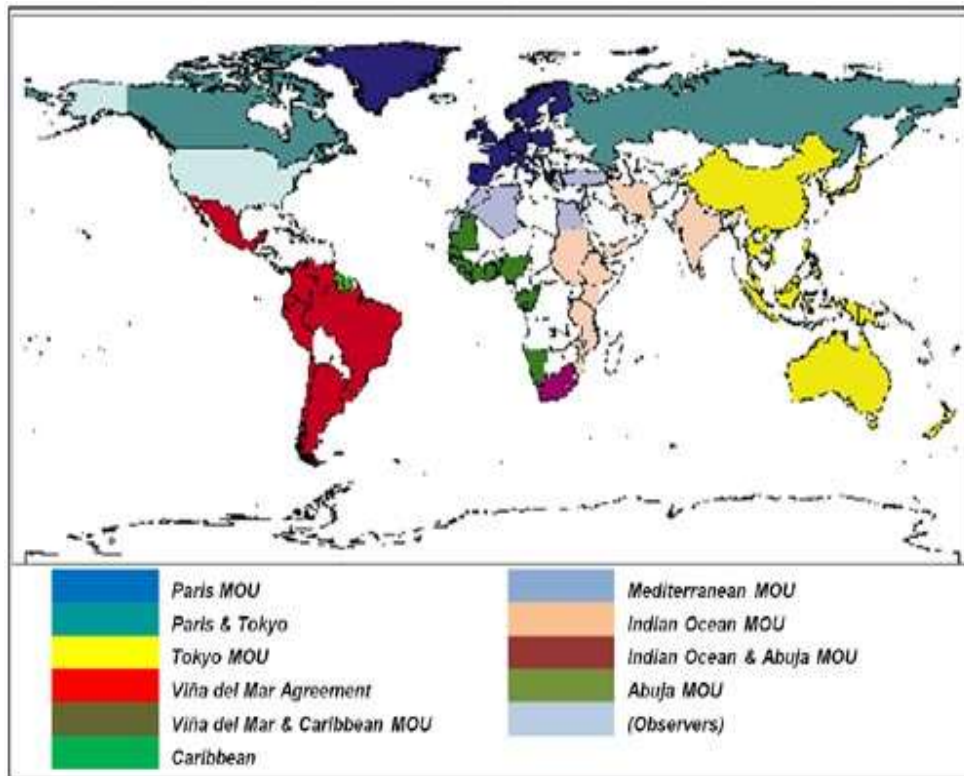 Paris MOU
Paris & Tokyo
Tokyo MOU
Viña del Mar Agreement
Viña del Mar & Caribbean MOU
Caribbean
Mediterranean MOU
Indian Ocean MOU
Indian Ocean & Abuja MOU
Abuja MOU
(Observers)